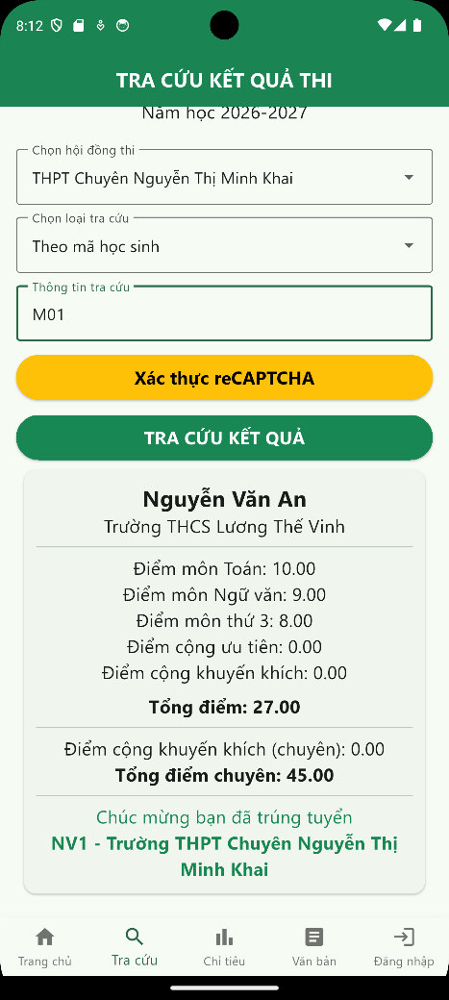 8:12
TRA CỨU KẾT QUẢ THI
Năm học 2026-2027
Chọn hội đồng thi
THPT Chuyên Nguyễn Thị Minh Khai
Chọn loại tra cứu
Theo mã học sinh
Thông tin tra cứu
M01
Xác thực reCAPTCHA
TRA CỨU KẾT QUẢ
Nguyễn Văn An
Trường THCS Lương Thế Vinh
Điểm môn Toán: 10.00
Điểm môn Ngữ văn: 9.00
Điểm môn thứ 3: 8.00
Điểm cộng ưu tiên: 0.00
Điểm cộng khuyến khích: 0.00
Tổng điểm: 27.00
Điểm cộng khuyến khích (chuyên): 0.00
Tổng điểm chuyên: 45.00
Chúc mừng bạn đã trúng tuyển
NV1 - Trường THPT Chuyên Nguyễn Thị
Minh Khai
Trang chủ
Tra cứu
Chỉ tiêu
Văn bản
Đăng nhập